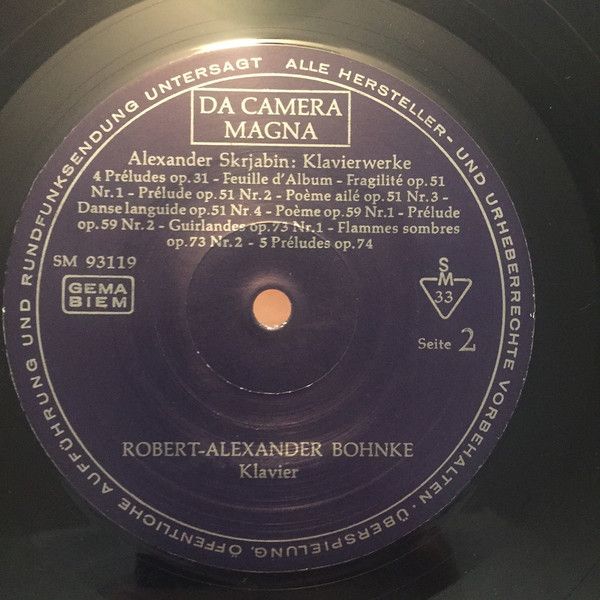 ALLE HERSTELLER- UND URHEBERRECHTE VORBEHALTEN · ÜBERSPIELUNG, ÖFFENTLICHE AUFFÜHRUNG UND RUNDFUNKSENDUNG UNTERSAGT
DA CAMERA
MAGNA
Alexander Skrjabin: Klavierwerke
4 Préludes op. 31 - Feuille d'Album - Fragilité op. 51
Nr. 1 - Prélude op. 51 Nr. 2 - Poème ailé op. 51 Nr. 3 -
Danse languide op. 51 Nr. 4 - Poème op. 59 Nr. 1 - Prélude
op. 59 Nr. 2 - Guirlandes op. 73 Nr. 1 - Flammes sombres
op. 73 Nr. 2 - 5 Préludes op. 74
SM 93119
GEMA
BIEM
S
M
33
Seite 2
ROBERT-ALEXANDER BOHNKE
Klavier